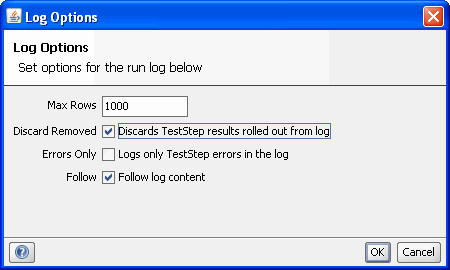 Log Options
Log Options
Set options for the run log below
Max Rows 1000
Discard Removed Discards TestStep results rolled out from log
Errors Only Logs only TestStep errors in the log
Follow Follow log content
? OK Cancel